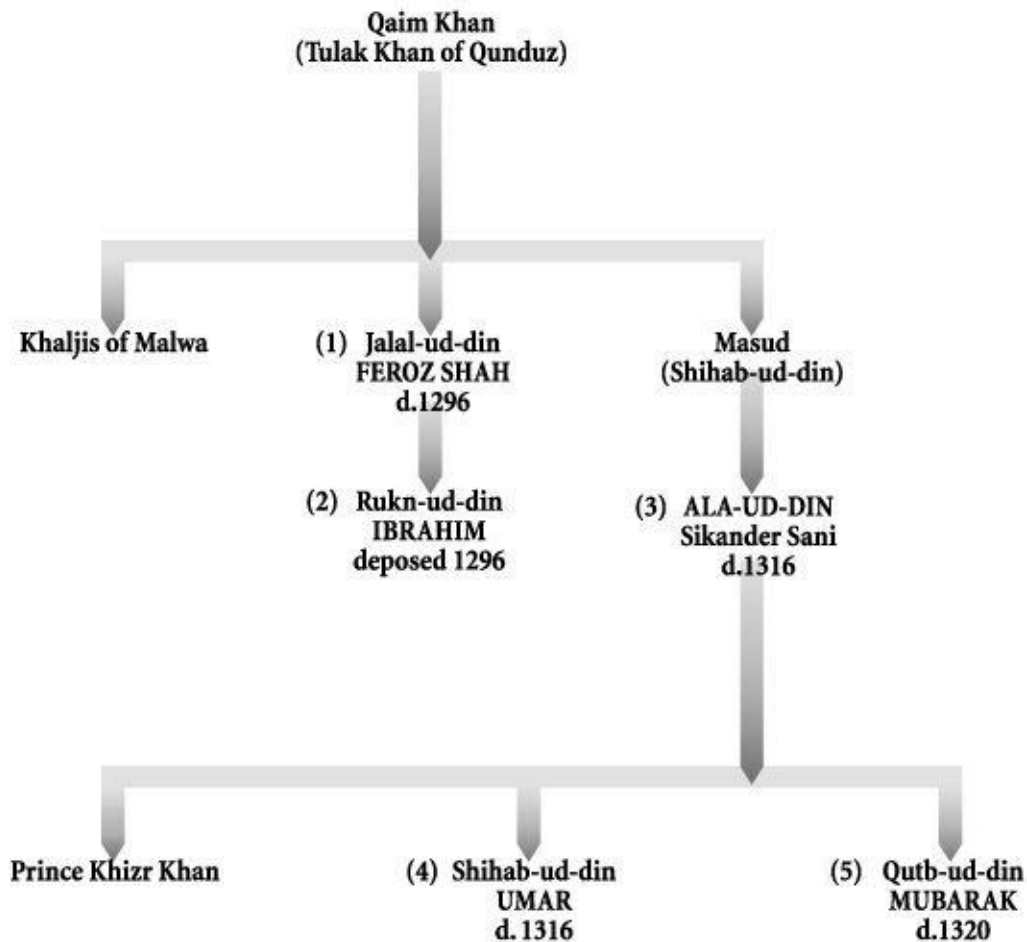 Qaim Khan
(Tulak Khan of Qunduz)
Khaljis of Malwa
(1) Jalal-ud-din
FEROZ SHAH
d.1296
Masud
(Shihab-ud-din)
(2) Rukn-ud-din
IBRAHIM
deposed 1296
(3) ALA-UD-DIN
Sikander Sani
d.1316
Prince Khizr Khan
(4) Shihab-ud-din
UMAR
d. 1316
(5) Qutb-ud-din
MUBARAK
d.1320